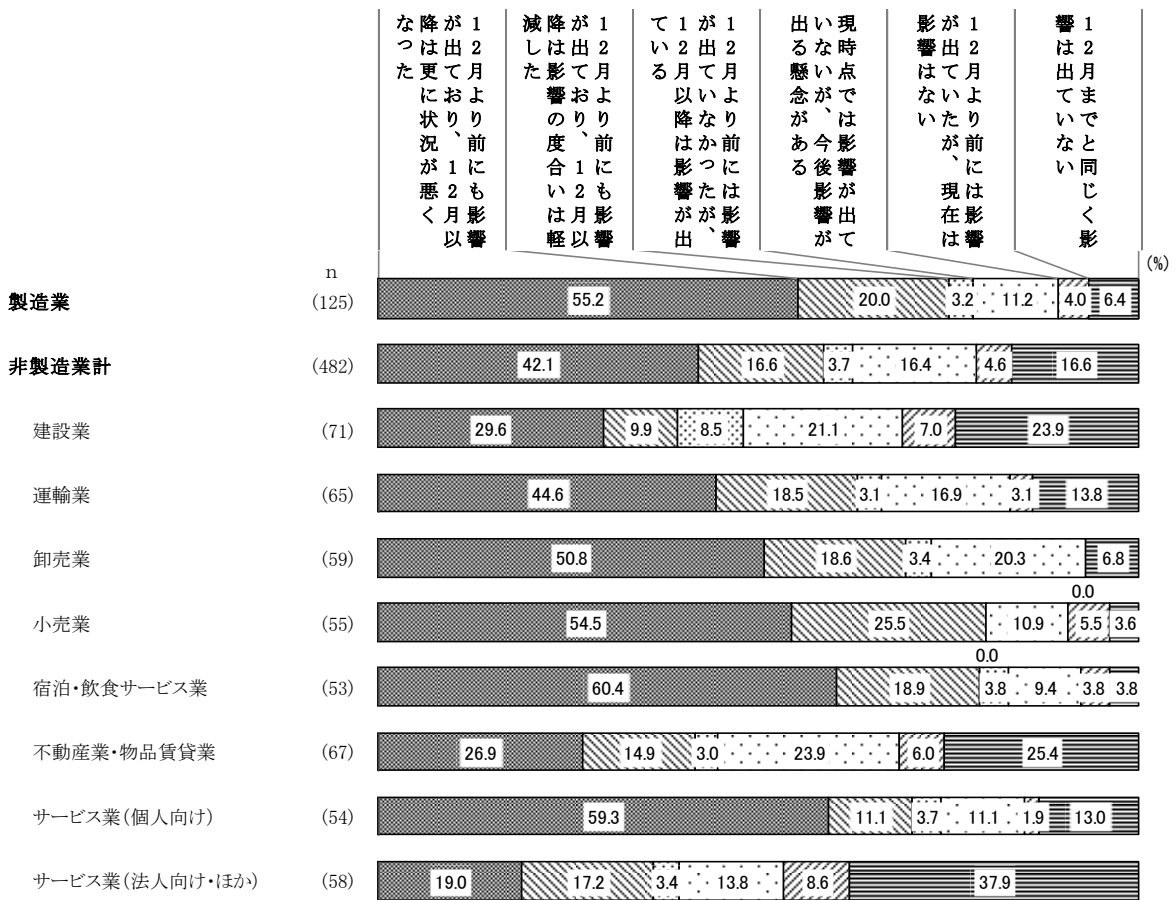 １２月より前にも影響
が出ており、１２月以
降は更に状況が悪く
なった
１２月より前にも影響
が出ており、１２月以
降は影響の度合いは軽
減した
１２月より前には影響
が出ていなかったが、
１２月以降は影響が出
ている
現時点では影響が出て
いないが、今後影響が
出る懸念がある
１２月より前には影響
が出ていたが、現在は
影響はない
１２月までと同じく影
響は出ていない
(%)
n
製造業 (125) 55.2 20.0 3.2 11.2 4.0 6.4
非製造業計 (482) 42.1 16.6 3.7 16.4 4.6 16.6
建設業 (71) 29.6 9.9 8.5 21.1 7.0 23.9
運輸業 (65) 44.6 18.5 3.1 16.9 3.1 13.8
卸売業 (59) 50.8 18.6 3.4 20.3 6.8
0.0
小売業 (55) 54.5 25.5 10.9 5.5 3.6
0.0
宿泊・飲食サービス業 (53) 60.4 18.9 3.8 9.4 3.8 3.8
不動産業・物品賃貸業 (67) 26.9 14.9 3.0 23.9 6.0 25.4
サービス業(個人向け) (54) 59.3 11.1 3.7 11.1 1.9 13.0
サービス業(法人向け・ほか) (58) 19.0 17.2 3.4 13.8 8.6 37.9